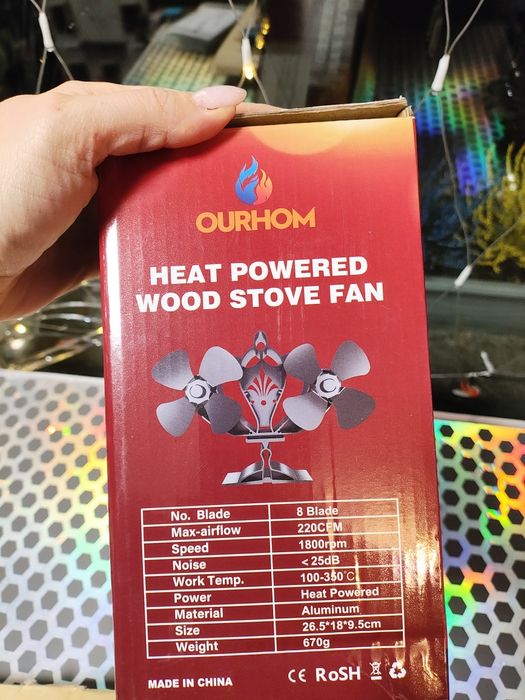 OURHOM
HEAT POWERED
WOOD STOVE FAN
No. Blade 8 Blade
Max-airflow 220CFM
Speed 1800rpm
Noise <25dB
Work Temp. 100-350℃
Power Heat Powered
Material Aluminum
Size 26.5*18*9.5cm
Weight 670g
MADE IN CHINA CE RoSH